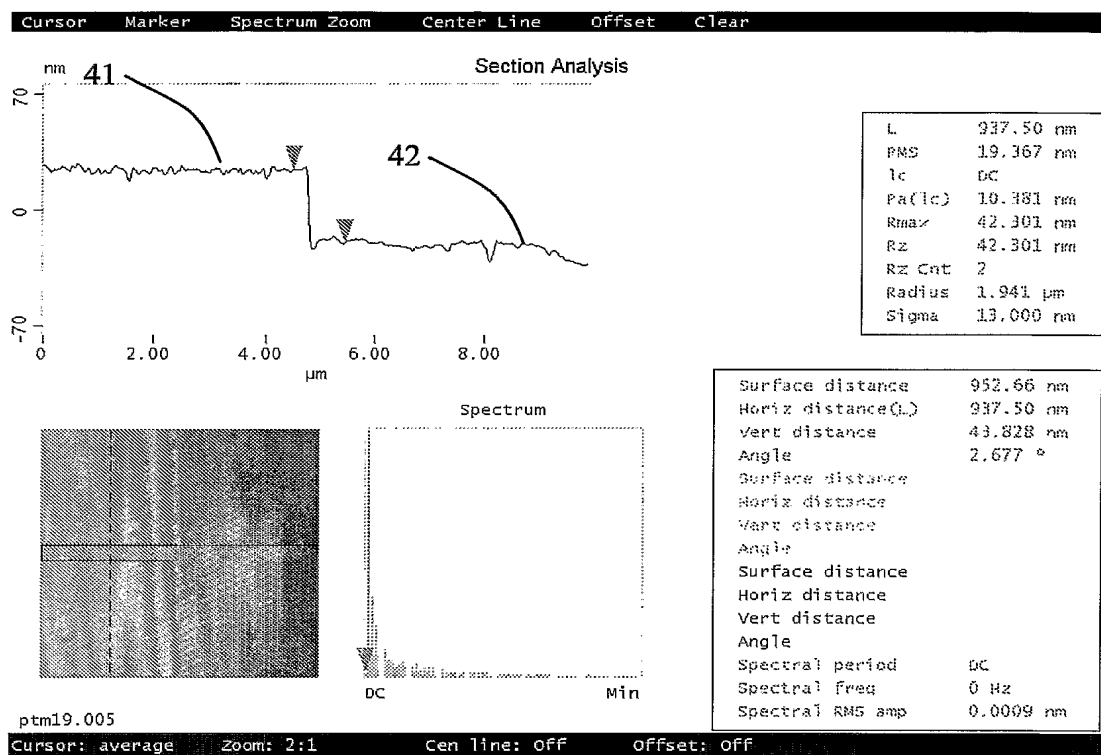 Cursor Marker Spectrum Zoom Center Line Offset Clear
Section Analysis
nm
41
42
70
0
-70
0 2.00 4.00 6.00 8.00
µm
L 937.50 nm
RMS 19.367 nm
lc DC
Ra(lc) 10.381 nm
Rmax 42.301 nm
Rz 42.301 nm
Rz Cnt 2
Radius 1.941 µm
Sigma 13.000 nm
Surface distance 952.66 nm
Horiz distance(L) 937.50 nm
Vert distance 43.828 nm
Angle 2.677 °
Surface distance
Horiz distance
Vert distance
Angle
Surface distance
Horiz distance
Vert distance
Angle
Spectral period DC
Spectral freq 0 Hz
Spectral RMS amp 0.0009 nm
Spectrum
DC Min
ptm19.005
Cursor: average Zoom: 2:1 Cen line: Off Offset: Off